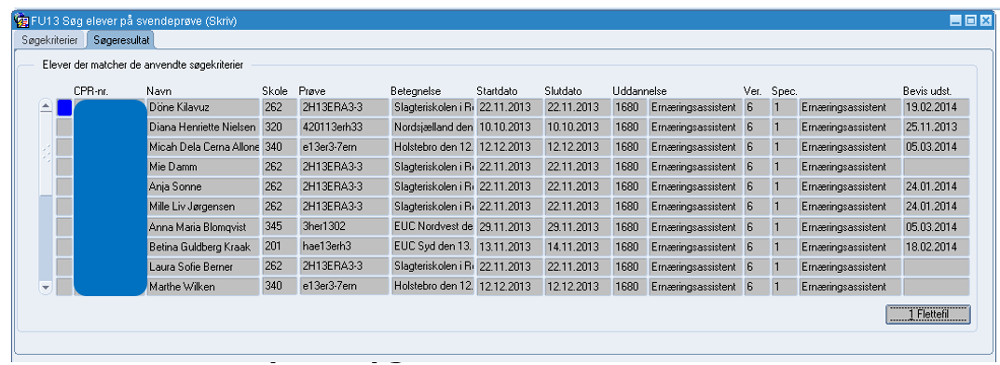 FU13 Søg elever på svendeprøve (Skriv)
Søgekriterier Søgeresultat
Elever der matcher de anvendte søgekriterier
CPR-nr. Navn Skole Prøve Betegnelse Startdato Slutdato Uddannelse Ver. Spec. Bevis udst.
Döne Kilavuz 262 2H13ERA3-3 Slagteriskolen i R 22.11.2013 22.11.2013 1680 Ernæringsassistent 6 1 Ernæringsassistent 19.02.2014
Diana Henriette Nielsen 320 420113erh33 Nordsjælland den 10.10.2013 10.10.2013 1680 Ernæringsassistent 6 1 Ernæringsassistent 25.11.2013
Micah Dela Cerna Allone 340 e13er3-7ern Holstebro den 12. 12.12.2013 12.12.2013 1680 Ernæringsassistent 6 1 Ernæringsassistent 05.03.2014
Mie Damm 262 2H13ERA3-3 Slagteriskolen i R 22.11.2013 22.11.2013 1680 Ernæringsassistent 6 1 Ernæringsassistent
Anja Sonne 262 2H13ERA3-3 Slagteriskolen i R 22.11.2013 22.11.2013 1680 Ernæringsassistent 6 1 Ernæringsassistent 24.01.2014
Mille Liv Jørgensen 262 2H13ERA3-3 Slagteriskolen i R 22.11.2013 22.11.2013 1680 Ernæringsassistent 6 1 Ernæringsassistent 24.01.2014
Anna Maria Blomqvist 345 3her1302 EUC Nordvest de 29.11.2013 29.11.2013 1680 Ernæringsassistent 6 1 Ernæringsassistent 05.03.2014
Betina Guldberg Kraak 201 hae13erh3 EUC Syd den 13. 13.11.2013 14.11.2013 1680 Ernæringsassistent 6 1 Ernæringsassistent 18.02.2014
Laura Sofie Berner 262 2H13ERA3-3 Slagteriskolen i R 22.11.2013 22.11.2013 1680 Ernæringsassistent 6 1 Ernæringsassistent
Marthe Wilken 340 e13er3-7ern Holstebro den 12. 12.12.2013 12.12.2013 1680 Ernæringsassistent 6 1 Ernæringsassistent
1 Flettefil